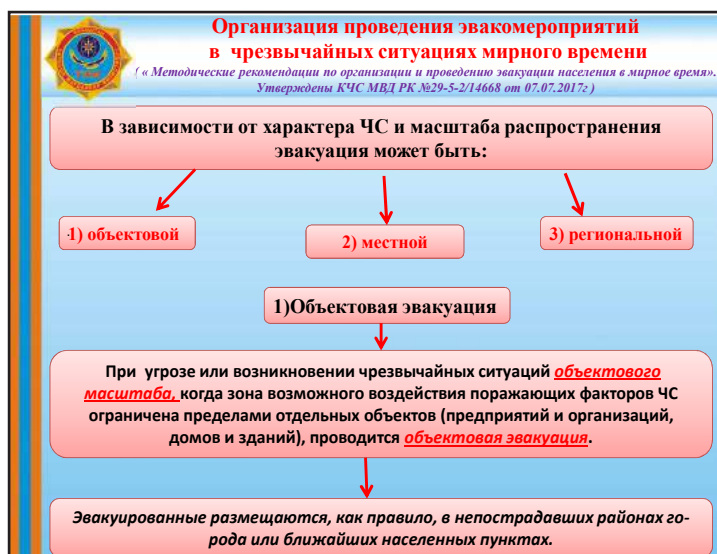 Организация проведения эвакомероприятий
в чрезвычайных ситуациях мирного времени
( « Методические рекомендации по организации и проведению эвакуации населения в мирное время».
Утверждены КЧС МВД РК №29-5-2/14668 от 07.07.2017г )
В зависимости от характера ЧС и масштаба распространения
эвакуация может быть:
1) объектовой
2) местной
3) региональной
1)Объектовая эвакуация
При угрозе или возникновении чрезвычайных ситуаций объектового
масштаба, когда зона возможного воздействия поражающих факторов ЧС
ограничена пределами отдельных объектов (предприятий и организаций,
домов и зданий), проводится объектовая эвакуация.
Эвакуированные размещаются, как правило, в непострадавших районах го-
рода или ближайших населенных пунктах.